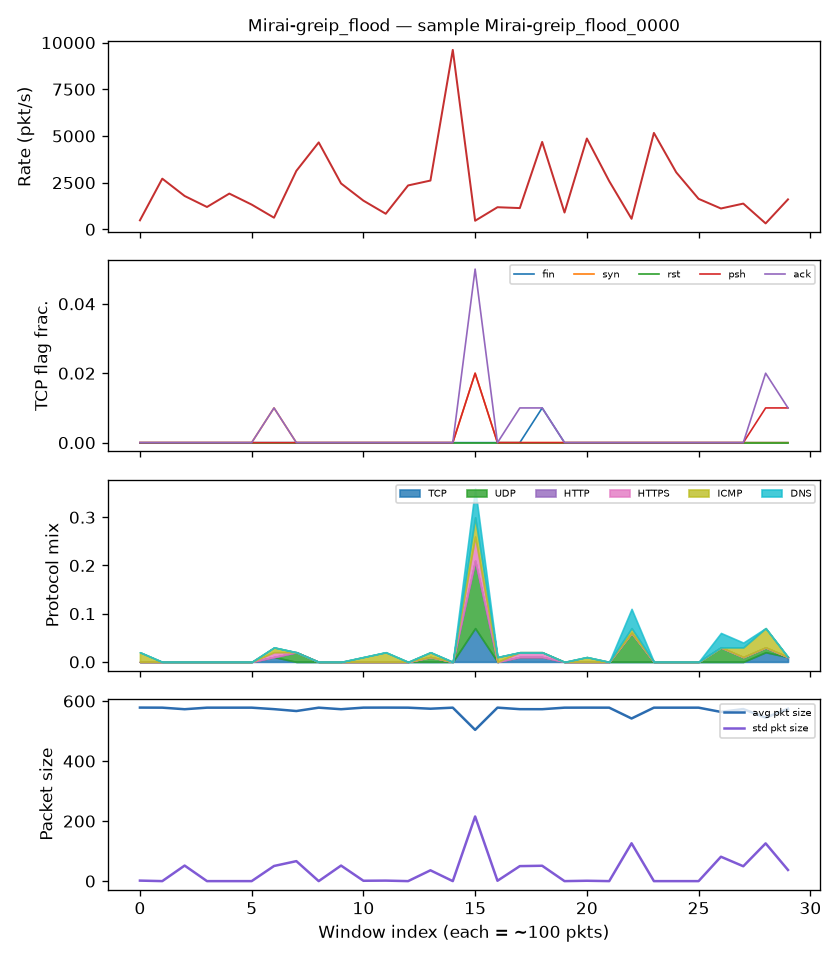 Mirai-greip_flood — sample Mirai-greip_flood_0000
10000
7500
5000
2500
0
Rate (pkt/s)
fin syn rst psh ack
0.04
0.02
0.00
TCP flag frac.
TCP UDP HTTP HTTPS ICMP DNS
0.3
0.2
0.1
0.0
Protocol mix
600
400
200
0
Packet size
avg pkt size
std pkt size
0 5 10 15 20 25 30
Window index (each = ~100 pkts)